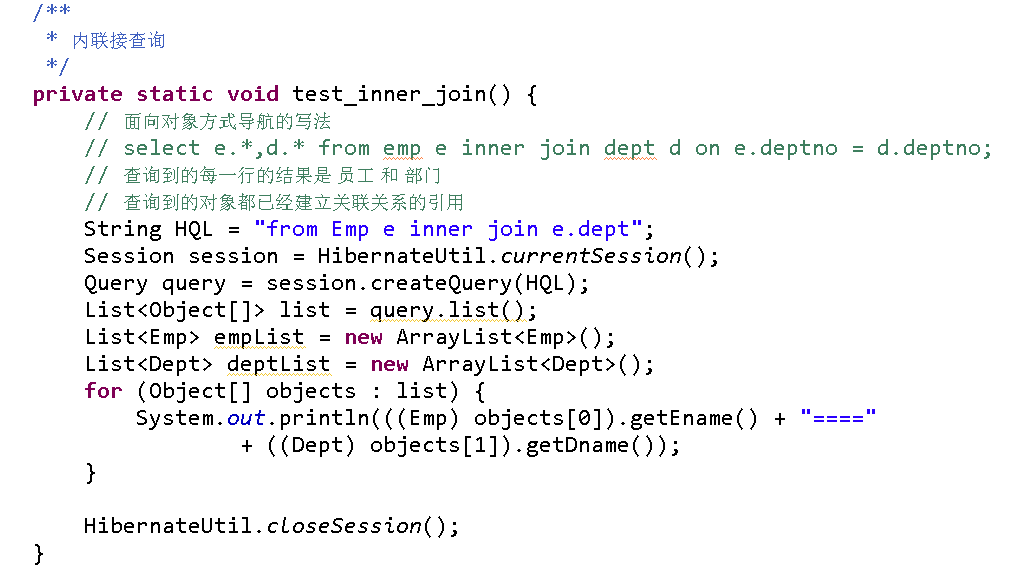 /**
 * 内联接查询
 */
private static void test_inner_join() {
    // 面向对象方式导航的写法
    // select e.*,d.* from emp e inner join dept d on e.deptno = d.deptno;
    // 查询到的每一行的结果是 员工 和 部门
    // 查询到的对象都已经建立关联关系的引用
    String HQL = "from Emp e inner join e.dept";
    Session session = HibernateUtil.currentSession();
    Query query = session.createQuery(HQL);
    List<Object[]> list = query.list();
    List<Emp> empList = new ArrayList<Emp>();
    List<Dept> deptList = new ArrayList<Dept>();
    for (Object[] objects : list) {
        System.out.println(((Emp) objects[0]).getEname() + "===="
                + ((Dept) objects[1]).getDname());
    }
    HibernateUtil.closeSession();
}